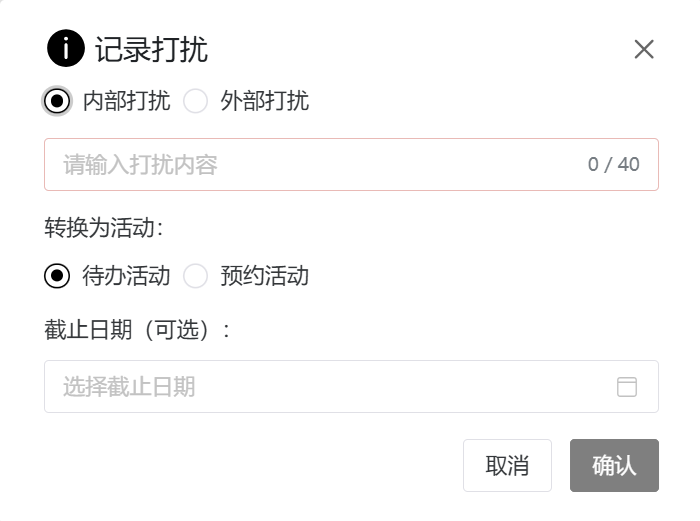 记录打扰
内部打扰 外部打扰
请输入打扰内容 0 / 40
转换为活动:
待办活动 预约活动
截止日期（可选）:
选择截止日期
取消 确认